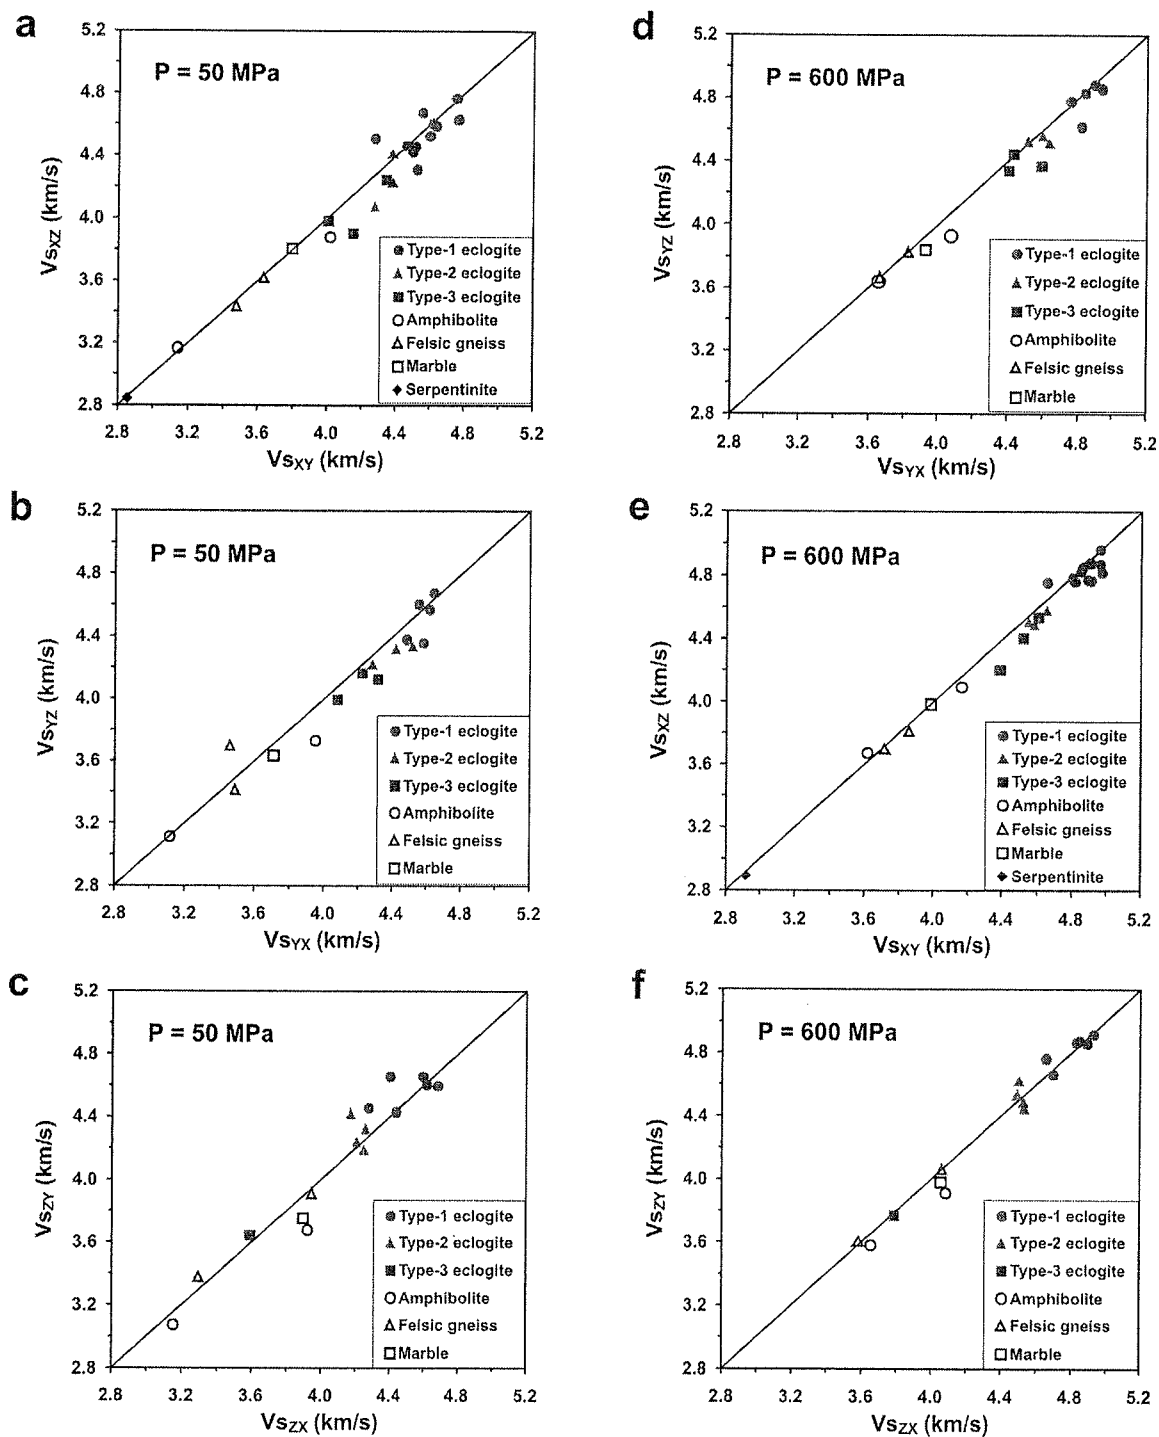 a
P = 50 MPa
5.2
4.8
4.4
4.0
3.6
3.2
2.8
VsXZ (km/s)
Type-1 eclogite
Type-2 eclogite
Type-3 eclogite
Amphibolite
Felsic gneiss
Marble
Serpentinite
2.8 3.2 3.6 4.0 4.4 4.8 5.2
VsXY (km/s)
d
P = 600 MPa
5.2
4.8
4.4
4.0
3.6
3.2
2.8
VsYZ (km/s)
Type-1 eclogite
Type-2 eclogite
Type-3 eclogite
Amphibolite
Felsic gneiss
Marble
2.8 3.2 3.6 4.0 4.4 4.8 5.2
VsYX (km/s)
b
P = 50 MPa
5.2
4.8
4.4
4.0
3.6
3.2
2.8
VsYZ (km/s)
Type-1 eclogite
Type-2 eclogite
Type-3 eclogite
Amphibolite
Felsic gneiss
Marble
2.8 3.2 3.6 4.0 4.4 4.8 5.2
VsYX (km/s)
e
P = 600 MPa
5.2
4.8
4.4
4.0
3.6
3.2
2.8
VsXZ (km/s)
Type-1 eclogite
Type-2 eclogite
Type-3 eclogite
Amphibolite
Felsic gneiss
Marble
Serpentinite
2.8 3.2 3.6 4.0 4.4 4.8 5.2
VsXY (km/s)
c
P = 50 MPa
5.2
4.8
4.4
4.0
3.6
3.2
2.8
VsZY (km/s)
Type-1 eclogite
Type-2 eclogite
Type-3 eclogite
Amphibolite
Felsic gneiss
Marble
2.8 3.2 3.6 4.0 4.4 4.8 5.2
VsZX (km/s)
f
P = 600 MPa
5.2
4.8
4.4
4.0
3.6
3.2
2.8
VsZY (km/s)
Type-1 eclogite
Type-2 eclogite
Type-3 eclogite
Amphibolite
Felsic gneiss
Marble
2.8 3.2 3.6 4.0 4.4 4.8 5.2
VsZX (km/s)